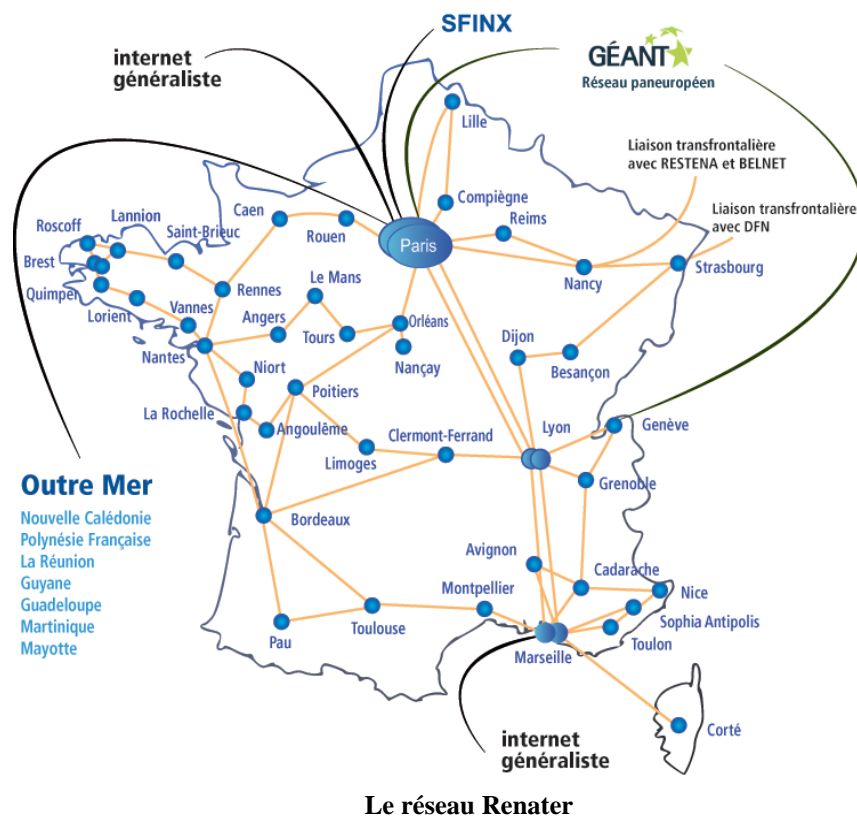 SFINX
internet
généraliste
GÉANT
Réseau paneuropéen
Lille
Liaison transfrontalière
avec RESTENA et BELNET
Compiègne
Reims
Lannion
Caen
Roscoff
Saint-Brieuc
Rouen
Paris
Liaison transfrontalière
avec DFN
Brest
Strasbourg
Nancy
Le Mans
Quimper
Rennes
Vannes
Lorient
Angers
Tours
Orléans
Dijon
Nantes
Nançay
Besançon
Niort
Poitiers
La Rochelle
Angoulême
Clermont-Ferrand
Lyon
Genève
Limoges
Outre Mer
Grenoble
Nouvelle Calédonie
Bordeaux
Polynésie Française
La Réunion
Avignon
Guyane
Cadarache
Montpellier
Nice
Guadeloupe
Sophia Antipolis
Martinique
Pau
Toulouse
Toulon
Mayotte
Marseille
Corté
internet
généraliste
Le réseau Renater